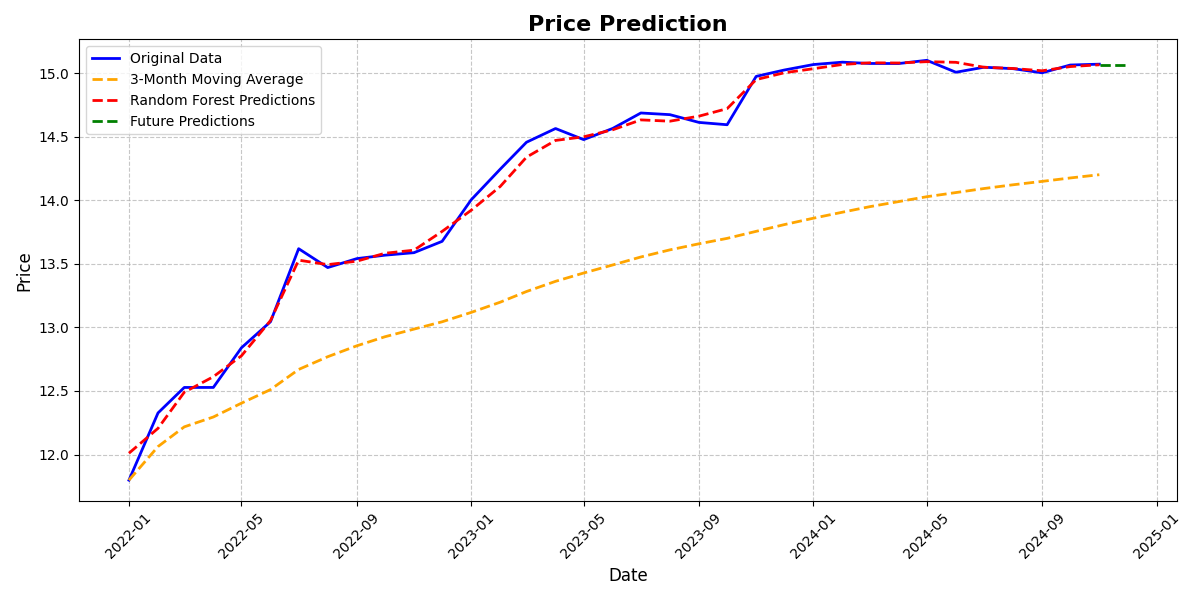 Price Prediction
Original Data
3-Month Moving Average
Random Forest Predictions
Future Predictions
Price
15.0
14.5
14.0
13.5
13.0
12.5
12.0
2022-01
2022-05
2022-09
2023-01
2023-05
2023-09
2024-01
2024-05
2024-09
2025-01
Date